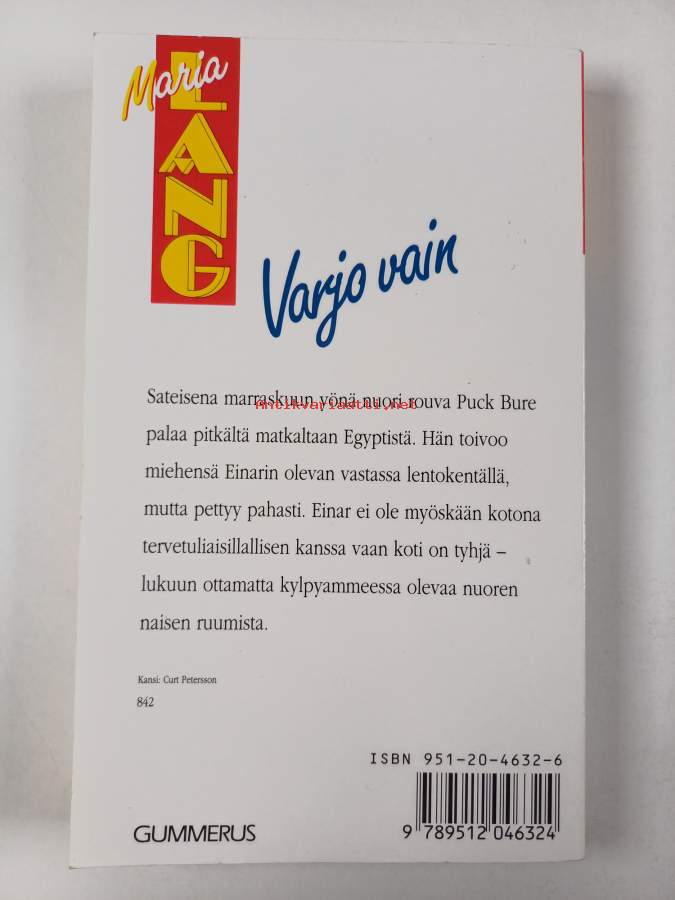 Maria
LANG
Varjo vain
Sateisena marraskuun yönä nuori rouva Puck Bure
Antikvariaatti.net
palaa pitkältä matkaltaan Egyptistä. Hän toivoo
miehensä Einarin olevan vastassa lentokentällä,
mutta pettyy pahasti. Einar ei ole myöskään kotona
tervetuliaisillallisen kanssa vaan koti on tyhjä –
lukuun ottamatta kylpyammeessa olevaa nuoren
naisen ruumista.
Kansi: Curt Petersson
842
ISBN 951-20-4632-6
9 789512 046324
GUMMERUS